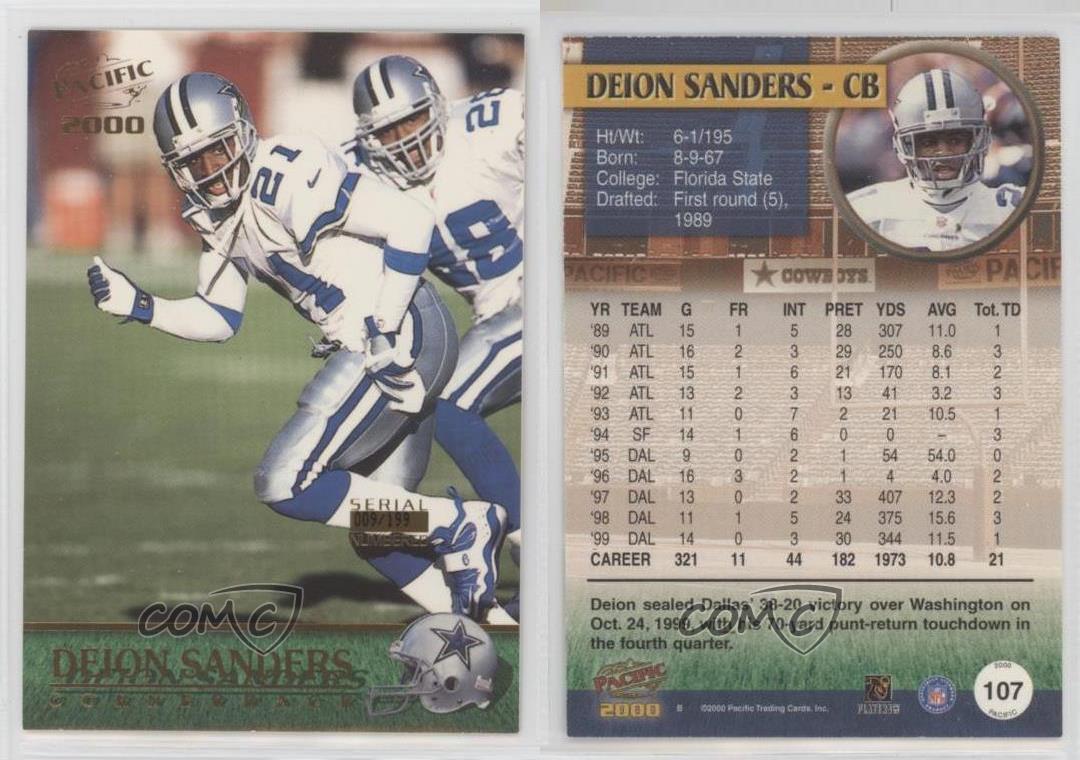 PACIFIC
2000
21
21
28
28
SERIAL
009/199
NUMBERED
COMC
DEION SANDERS
CORNERBACK
DEION SANDERS - CB
Ht/Wt: 6-1/195
Born: 8-9-67
College: Florida State
Drafted: First round (5),
1989
PACIFIC COWBOYS PACIF
YR TEAM G FR INT PRET YDS AVG Tot. TD
'89 ATL 15 1 5 28 307 11.0 1
'90 ATL 16 2 3 29 250 8.6 3
'91 ATL 15 1 6 21 170 8.1 2
'92 ATL 13 2 3 13 41 3.2 3
'93 ATL 11 0 7 2 21 10.5 1
'94 SF 14 1 6 0 0 – 3
'95 DAL 9 0 2 1 54 54.0 0
'96 DAL 16 3 2 1 4 4.0 2
'97 DAL 13 0 2 33 407 12.3 2
'98 DAL 11 1 5 24 375 15.6 3
'99 DAL 14 0 3 30 344 11.5 1
CAREER 321 11 44 182 1973 10.8 21
Deion sealed Dallas' 38-20 victory over Washington on
Oct. 24, 1999, with his 70-yard punt-return touchdown in
the fourth quarter.
COMC
PACIFIC
2000 ©2000 Pacific Trading Cards, Inc. PLAYERS NFL
2000
107
PACIFIC